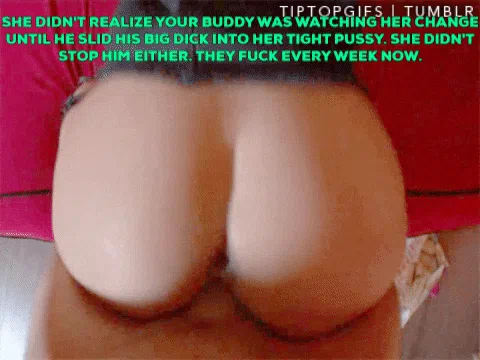 TIPTOPGIFS | TUMBLR
SHE DIDN'T REALIZE YOUR BUDDY WAS WATCHING HER CHANGE
UNTIL HE SLID HIS BIG DICK INTO HER TIGHT PUSSY. SHE DIDN'T
STOP HIM EITHER. THEY FUCK EVERY WEEK NOW.